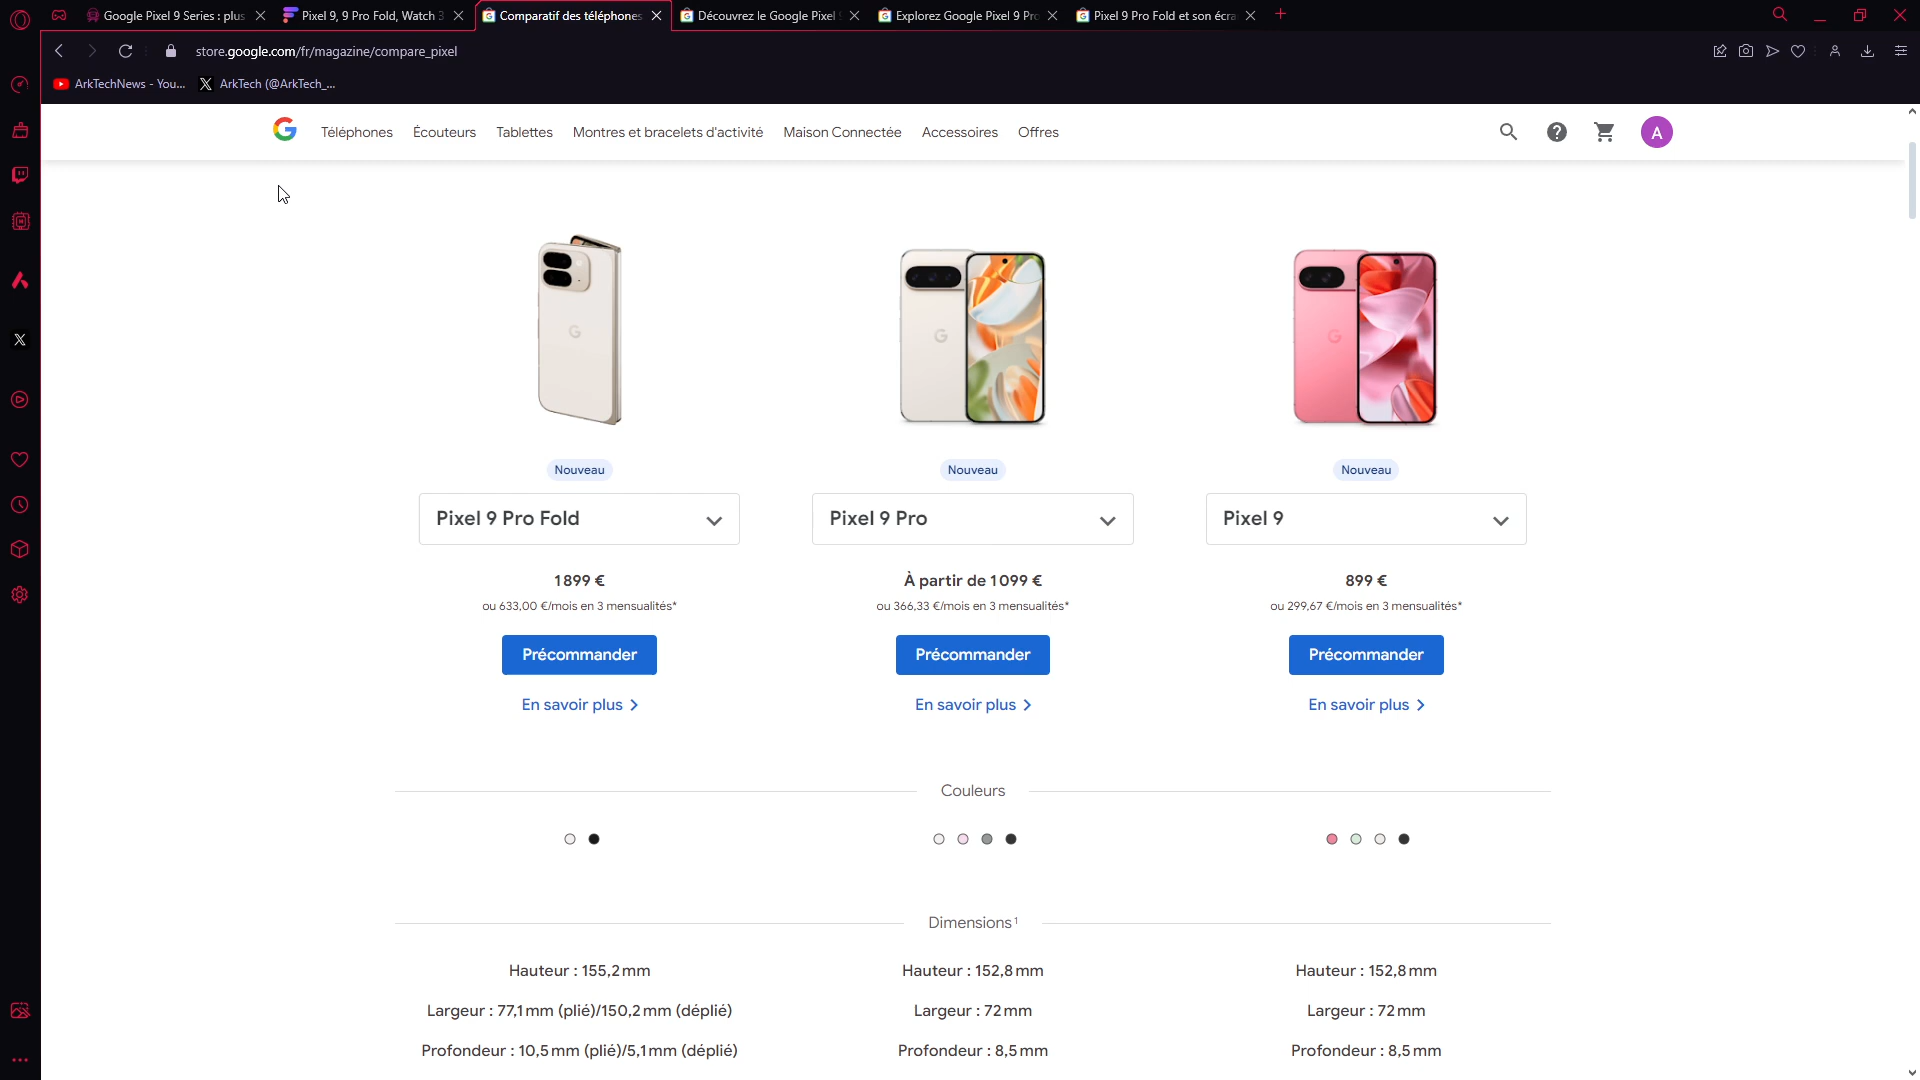 Google Pixel 9 Series : plus
Pixel 9, 9 Pro Fold, Watch 3
Comparatif des téléphones
Découvrez le Google Pixel
Explorez Google Pixel 9 Pro
Pixel 9 Pro Fold et son écra
store.google.com/fr/magazine/compare_pixel
ArkTechNews - You...
ArkTech (@ArkTech_...
Téléphones
Écouteurs
Tablettes
Montres et bracelets d'activité
Maison Connectée
Accessoires
Offres
A
Nouveau
Nouveau
Nouveau
Pixel 9 Pro Fold
Pixel 9 Pro
Pixel 9
1 899 €
À partir de 1 099 €
899 €
ou 633,00 €/mois en 3 mensualités*
ou 366,33 €/mois en 3 mensualités*
ou 299,67 €/mois en 3 mensualités*
Précommander
Précommander
Précommander
En savoir plus
En savoir plus
En savoir plus
Couleurs
Dimensions¹
Hauteur : 155,2 mm
Hauteur : 152,8 mm
Hauteur : 152,8 mm
Largeur : 77,1 mm (plié)/150,2 mm (déplié)
Largeur : 72 mm
Largeur : 72 mm
Profondeur : 10,5 mm (plié)/5,1 mm (déplié)
Profondeur : 8,5 mm
Profondeur : 8,5 mm